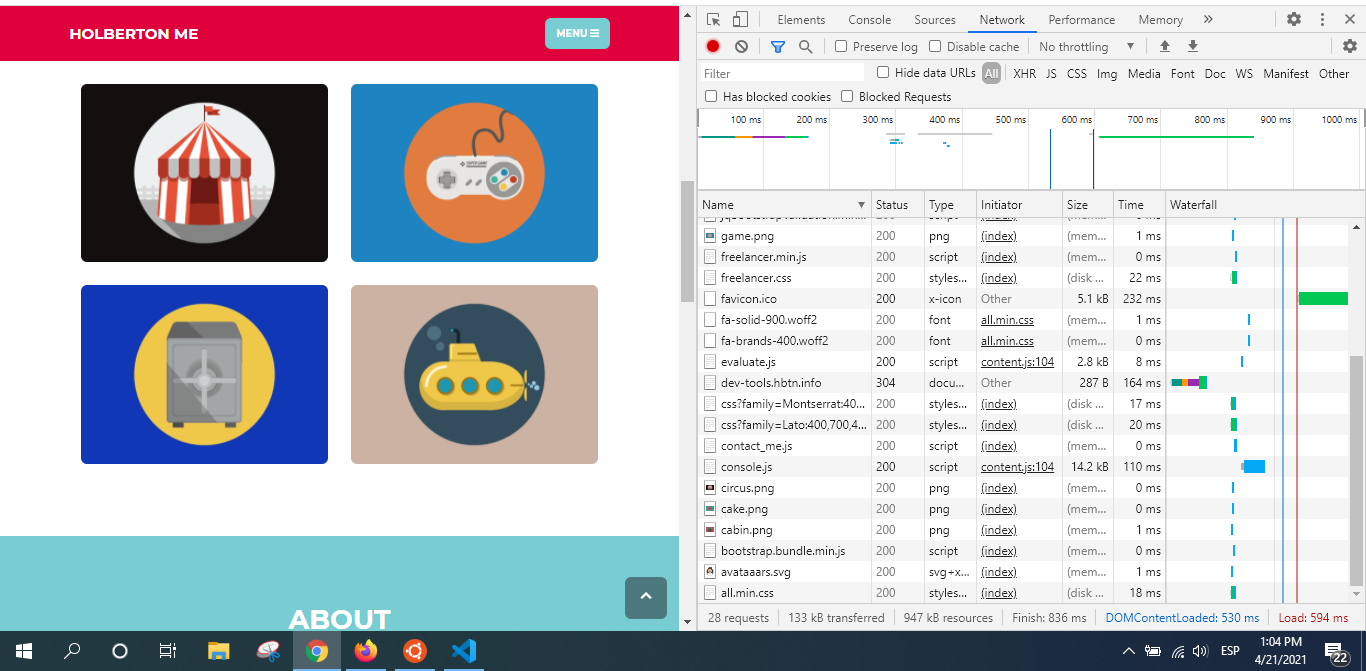 HOLBERTON ME
MENU
ABOUT
Elements Console Sources Network Performance Memory »
Preserve log Disable cache No throttling
Filter Hide data URLs All XHR JS CSS Img Media Font Doc WS Manifest Other
Has blocked cookies Blocked Requests
100 ms 200 ms 300 ms 400 ms 500 ms 600 ms 700 ms 800 ms 900 ms 1000 ms
Name Status Type Initiator Size Time Waterfall
game.png 200 png (index) (mem... 1 ms
freelancer.min.js 200 script (index) (mem... 0 ms
freelancer.css 200 styles... (index) (disk ... 22 ms
favicon.ico 200 x-icon Other 5.1 kB 232 ms
fa-solid-900.woff2 200 font all.min.css (mem... 1 ms
fa-brands-400.woff2 200 font all.min.css (mem... 0 ms
evaluate.js 200 script content.js:104 2.8 kB 8 ms
dev-tools.hbtn.info 304 docu... Other 287 B 164 ms
css?family=Montserrat:40... 200 styles... (index) (disk ... 17 ms
css?family=Lato:400,700,4... 200 styles... (index) (disk ... 20 ms
contact_me.js 200 script (index) (mem... 0 ms
console.js 200 script content.js:104 14.2 kB 110 ms
circus.png 200 png (index) (mem... 0 ms
cake.png 200 png (index) (mem... 0 ms
cabin.png 200 png (index) (mem... 1 ms
bootstrap.bundle.min.js 200 script (index) (mem... 0 ms
avataaars.svg 200 svg+x... (index) (mem... 1 ms
all.min.css 200 styles... (index) (disk ... 18 ms
28 requests 133 kB transferred 947 kB resources Finish: 836 ms DOMContentLoaded: 530 ms Load: 594 ms
ESP
1:04 PM
4/21/2021
22